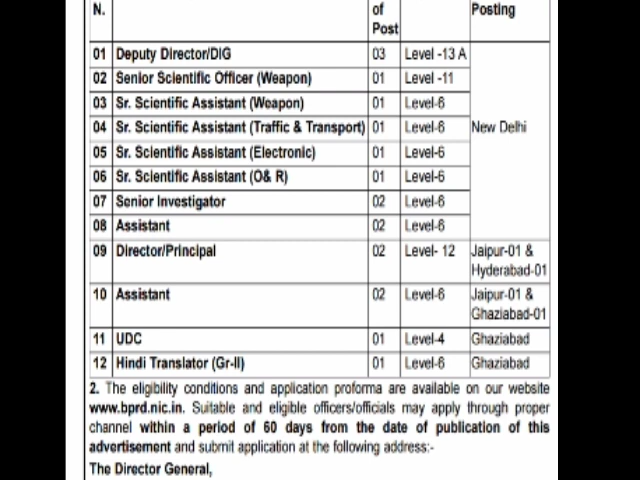 N. of Posting
Post
01 Deputy Director/DIG 03 Level -13 A
02 Senior Scientific Officer (Weapon) 01 Level -11
03 Sr. Scientific Assistant (Weapon) 01 Level-6
04 Sr. Scientific Assistant (Traffic & Transport) 01 Level-6 New Delhi
05 Sr. Scientific Assistant (Electronic) 01 Level-6
06 Sr. Scientific Assistant (O& R) 01 Level-6
07 Senior Investigator 02 Level-6
08 Assistant 02 Level-6
09 Director/Principal 02 Level- 12 Jaipur-01 &
Hyderabad-01
10 Assistant 02 Level-6 Jaipur-01 &
Ghaziabad-01
11 UDC 01 Level-4 Ghaziabad
12 Hindi Translator (Gr-II) 01 Level-6 Ghaziabad
2. The eligibility conditions and application proforma are available on our website
www.bprd.nic.in. Suitable and eligible officers/officials may apply through proper
channel within a period of 60 days from the date of publication of this
advertisement and submit application at the following address:-
The Director General,